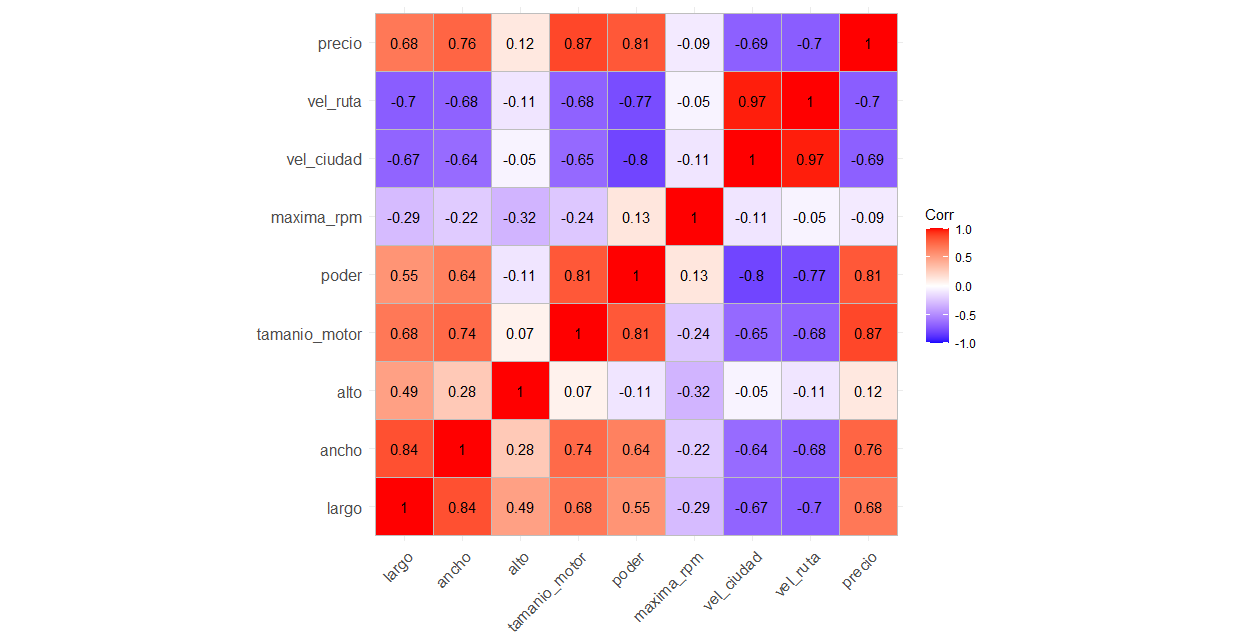 precio 0.68 0.76 0.12 0.87 0.81 -0.09 -0.69 -0.7 1
vel_ruta -0.7 -0.68 -0.11 -0.68 -0.77 -0.05 0.97 1 -0.7
vel_ciudad -0.67 -0.64 -0.05 -0.65 -0.8 -0.11 1 0.97 -0.69
maxima_rpm -0.29 -0.22 -0.32 -0.24 0.13 1 -0.11 -0.05 -0.09
poder 0.55 0.64 -0.11 0.81 1 0.13 -0.8 -0.77 0.81
tamanio_motor 0.68 0.74 0.07 1 0.81 -0.24 -0.65 -0.68 0.87
alto 0.49 0.28 1 0.07 -0.11 -0.32 -0.05 -0.11 0.12
ancho 0.84 1 0.28 0.74 0.64 -0.22 -0.64 -0.68 0.76
largo 1 0.84 0.49 0.68 0.55 -0.29 -0.67 -0.7 0.68
largo ancho alto tamanio_motor poder maxima_rpm vel_ciudad vel_ruta precio
Corr
1.0
0.5
0.0
-0.5
-1.0